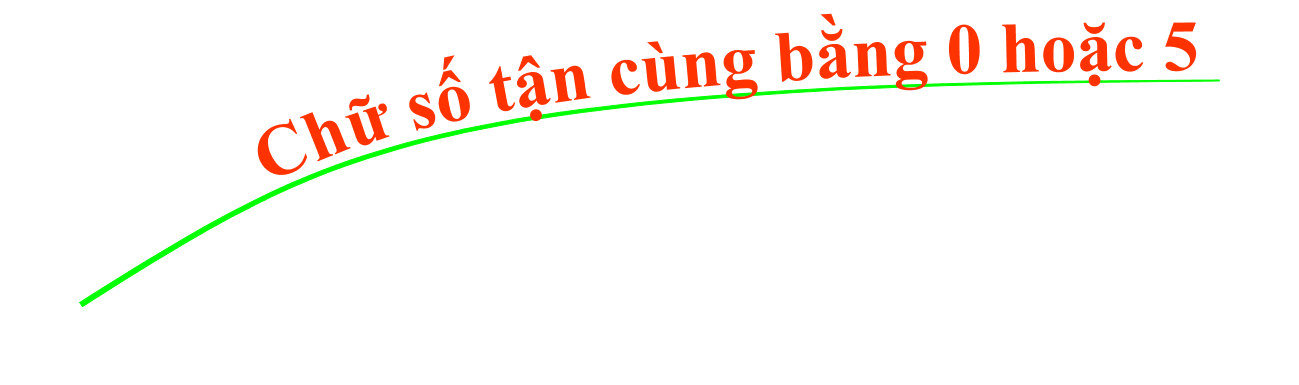 Chữ số tận cùng bằng 0 hoặc 5